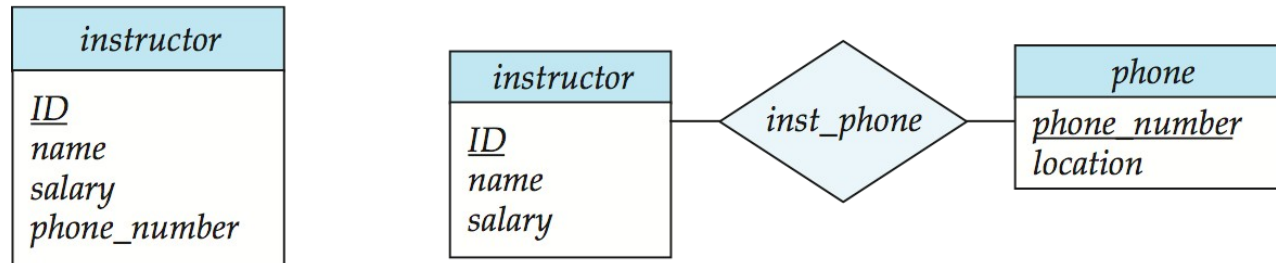 instructor
ID
name
salary
phone_number
instructor
ID
name
salary
inst_phone
phone
phone_number
location